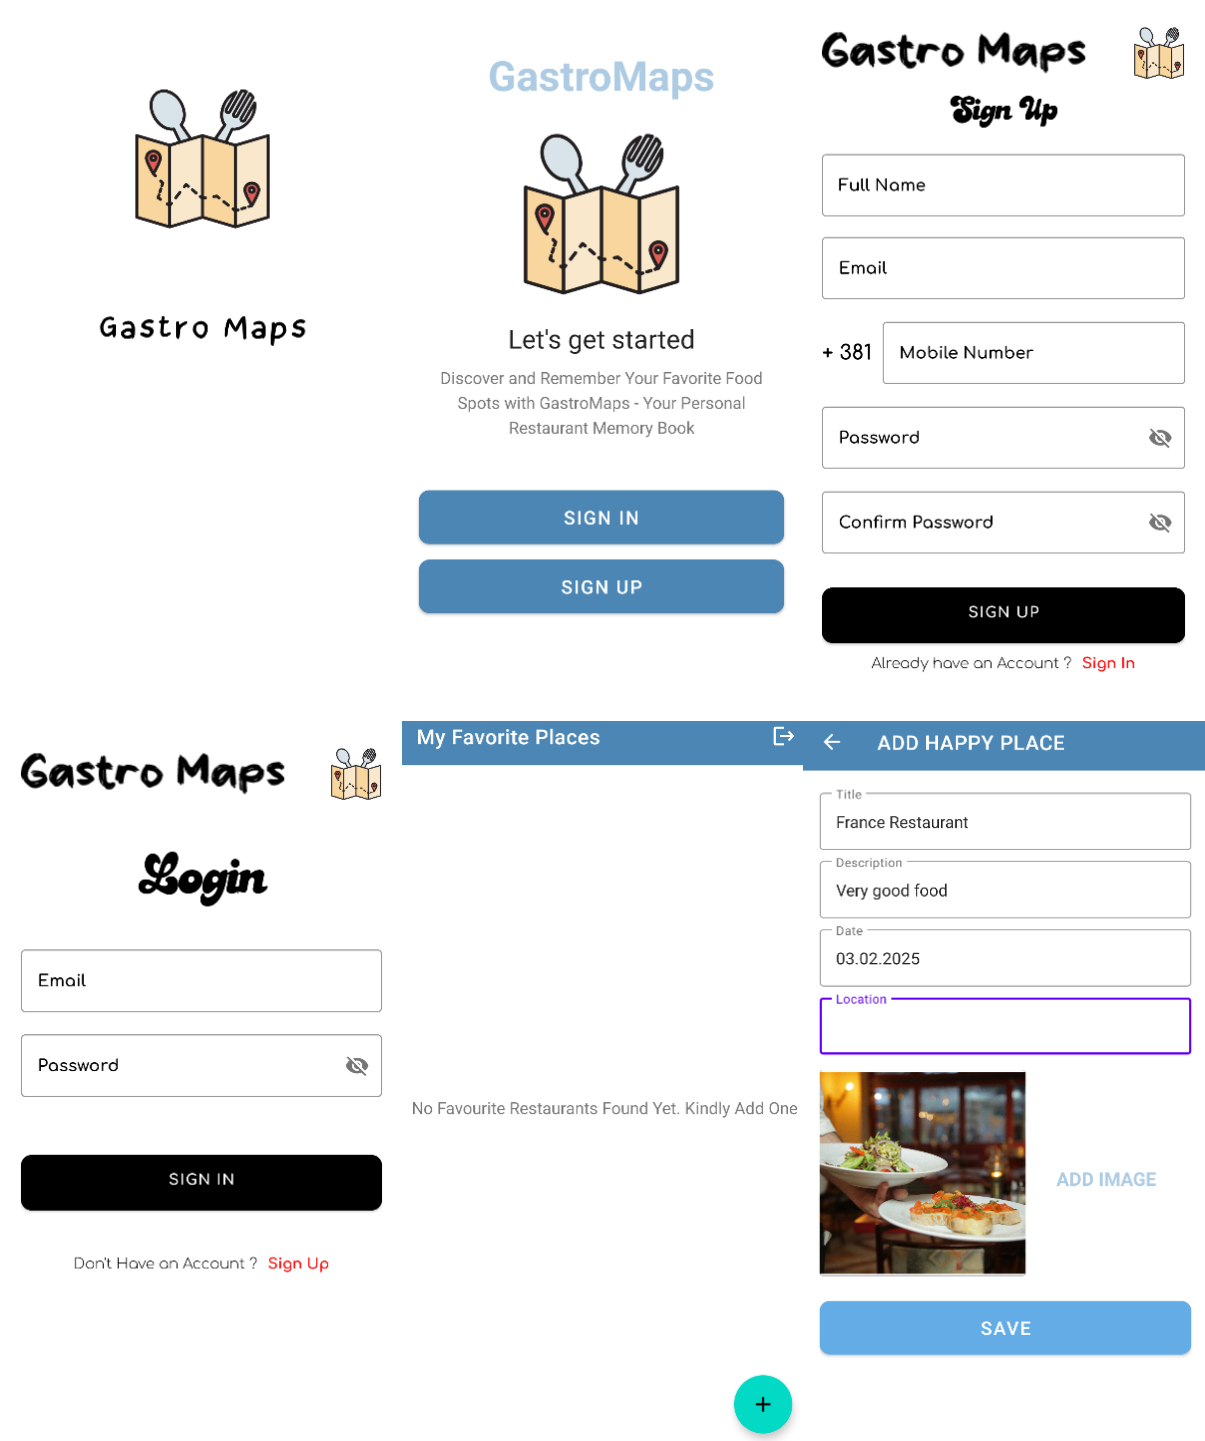 Gastro Maps
GastroMaps
Let's get started
Discover and Remember Your Favorite Food
Spots with GastroMaps - Your Personal
Restaurant Memory Book
SIGN IN
SIGN UP
Gastro Maps
Sign Up
Full Name
Email
+ 381 Mobile Number
Password
Confirm Password
SIGN UP
Already have an Account ? Sign In
Gastro Maps
Login
Email
Password
SIGN IN
Don't Have an Account ? Sign Up
My Favorite Places
No Favourite Restaurants Found Yet. Kindly Add One
+
ADD HAPPY PLACE
Title
France Restaurant
Description
Very good food
Date
03.02.2025
Location
ADD IMAGE
SAVE